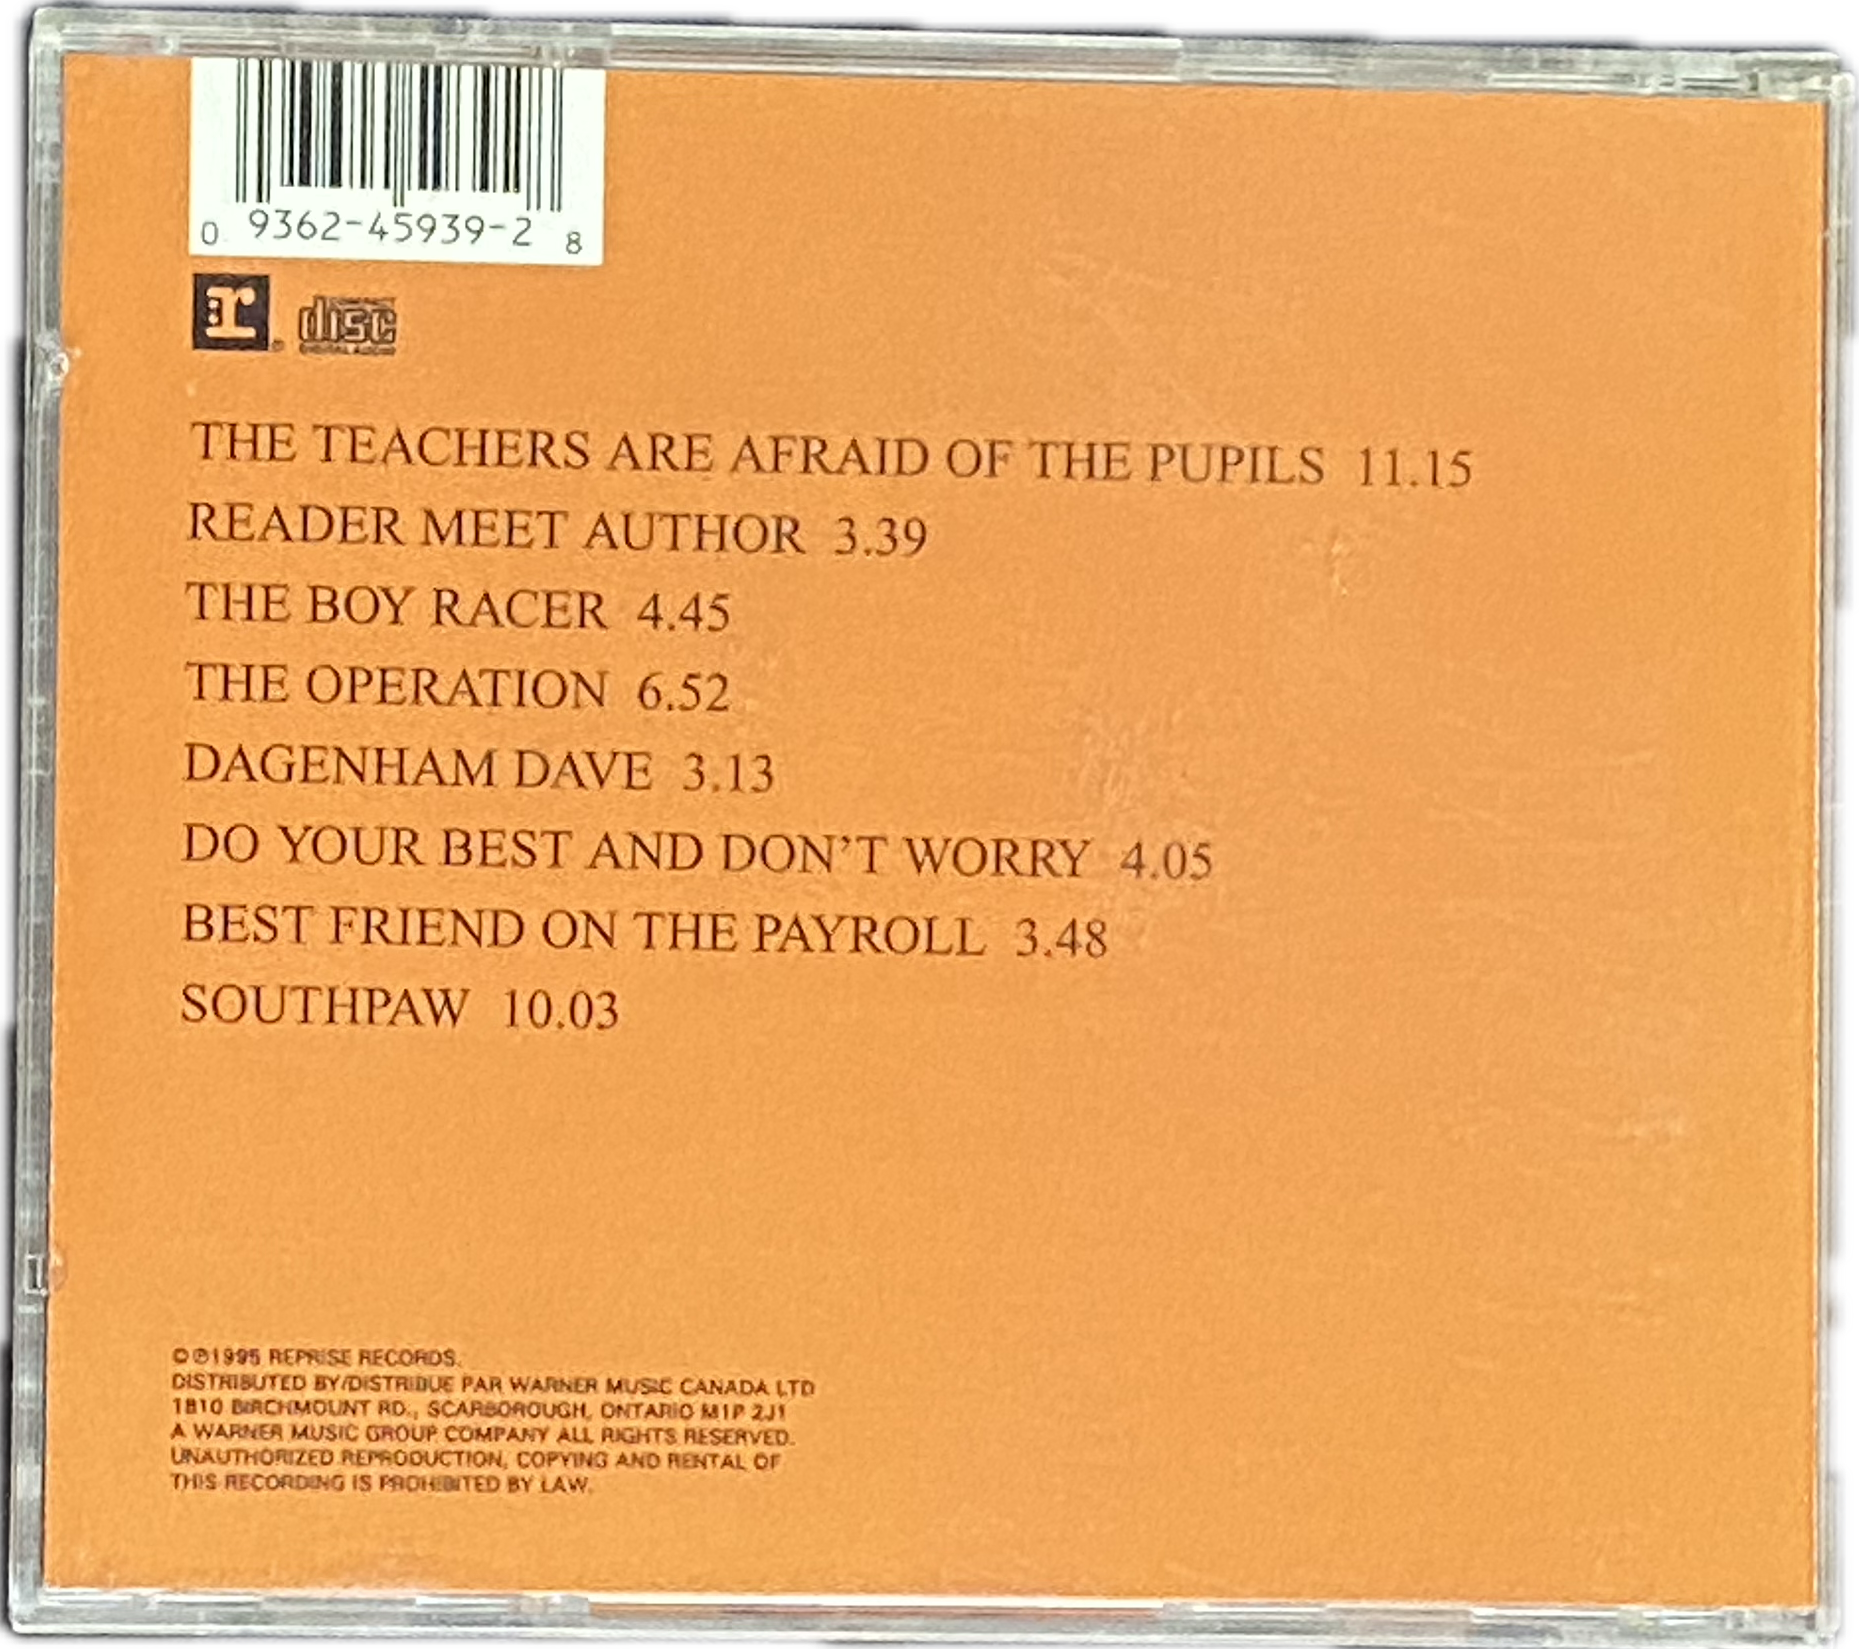 0 9362-45939-2 8
r®
disc
DIGITAL AUDIO
THE TEACHERS ARE AFRAID OF THE PUPILS 11.15
READER MEET AUTHOR 3.39
THE BOY RACER 4.45
THE OPERATION 6.52
DAGENHAM DAVE 3.13
DO YOUR BEST AND DON'T WORRY 4.05
BEST FRIEND ON THE PAYROLL 3.48
SOUTHPAW 10.03
©℗1995 REPRISE RECORDS.
DISTRIBUTED BY/DISTRIBUE PAR WARNER MUSIC CANADA LTD
1810 BIRCHMOUNT RD., SCARBOROUGH, ONTARIO M1P 2J1
A WARNER MUSIC GROUP COMPANY ALL RIGHTS RESERVED.
UNAUTHORIZED REPRODUCTION, COPYING AND RENTAL OF
THIS RECORDING IS PROHIBITED BY LAW.